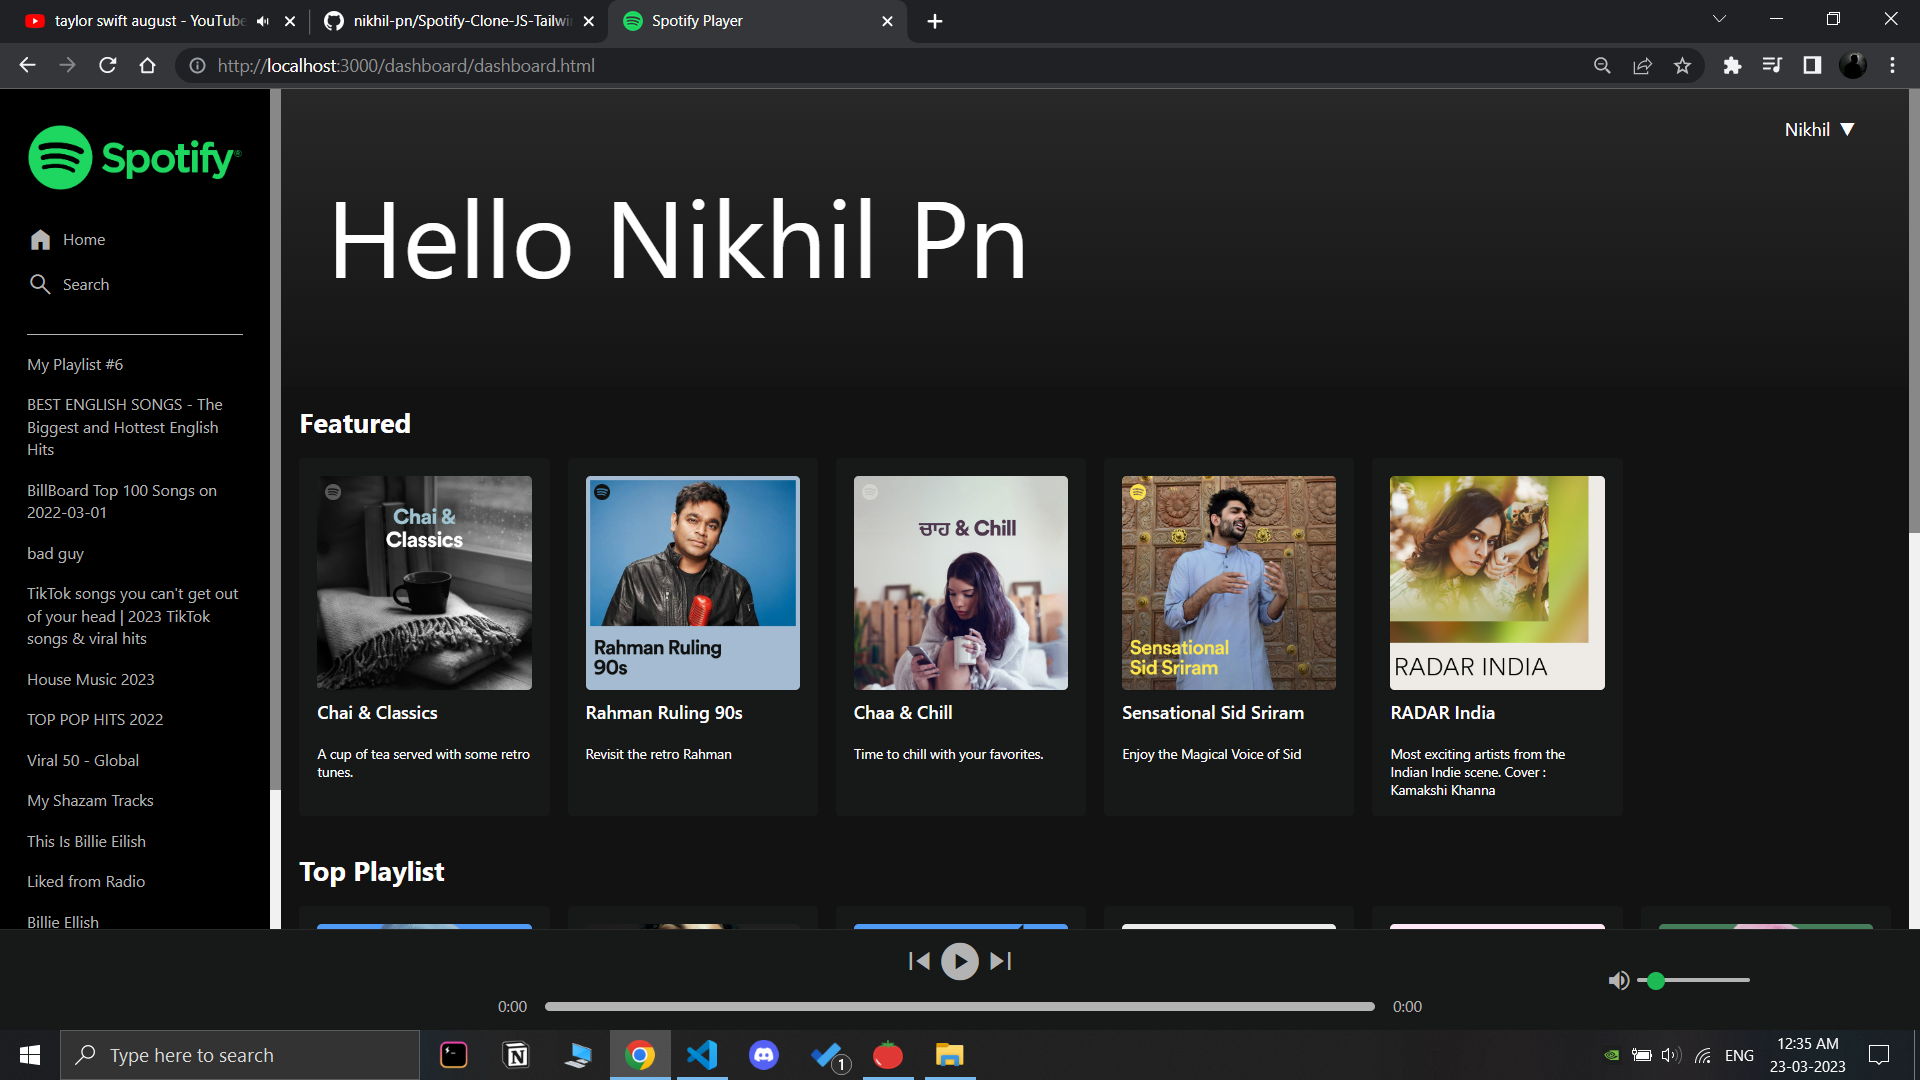 taylor swift august - YouTube
nikhil-pn/Spotify-Clone-JS-Tailwi
Spotify Player
http://localhost:3000/dashboard/dashboard.html
Spotify®
Home
Search
My Playlist #6
BEST ENGLISH SONGS - The
Biggest and Hottest English
Hits
BillBoard Top 100 Songs on
2022-03-01
bad guy
TikTok songs you can't get out
of your head | 2023 TikTok
songs & viral hits
House Music 2023
TOP POP HITS 2022
Viral 50 - Global
My Shazam Tracks
This Is Billie Eilish
Liked from Radio
Billie Ellish
Nikhil ▼
Hello Nikhil Pn
Featured
Chai &
Classics
Chai & Classics
A cup of tea served with some retro
tunes.
Rahman Ruling
90s
Rahman Ruling 90s
Revisit the retro Rahman
ਚਾਹ & Chill
Chaa & Chill
Time to chill with your favorites.
Sensational
Sid Sriram
Sensational Sid Sriram
Enjoy the Magical Voice of Sid
RADAR INDIA
RADAR India
Most exciting artists from the
Indian Indie scene. Cover :
Kamakshi Khanna
Top Playlist
0:00
0:00
Type here to search
1
ENG
12:35 AM
23-03-2023